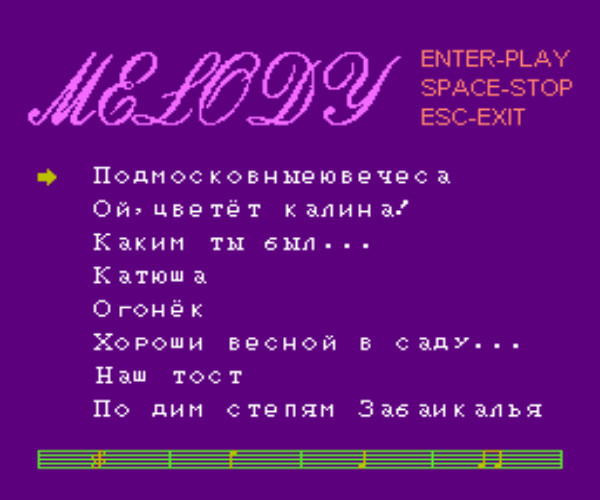 MELODY
ENTER-PLAY
SPACE-STOP
ESC-EXIT
Подмосковныеювечеса
Ой,цветёт калина!
Каким ты был...
Катюша
Огонёк
Хороши весной в саду...
Наш тост
По дим степям Забаикалья